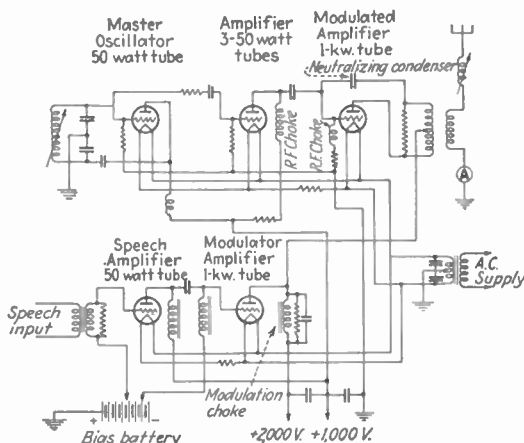 Master
Oscillator
50 watt tube
Amplifier
3-50 watt
tubes
Modulated
Amplifier
1-kw. tube
Neutralizing condenser
R.F. Choke
R.F. Choke
A
Speech
Amplifier
50 watt tube
Modulator
Amplifier
1-kw. tube
A.C.
Supply
Speech
input
Modulation
choke
+ -
Bias battery
+2,000 V. +1,000 V.